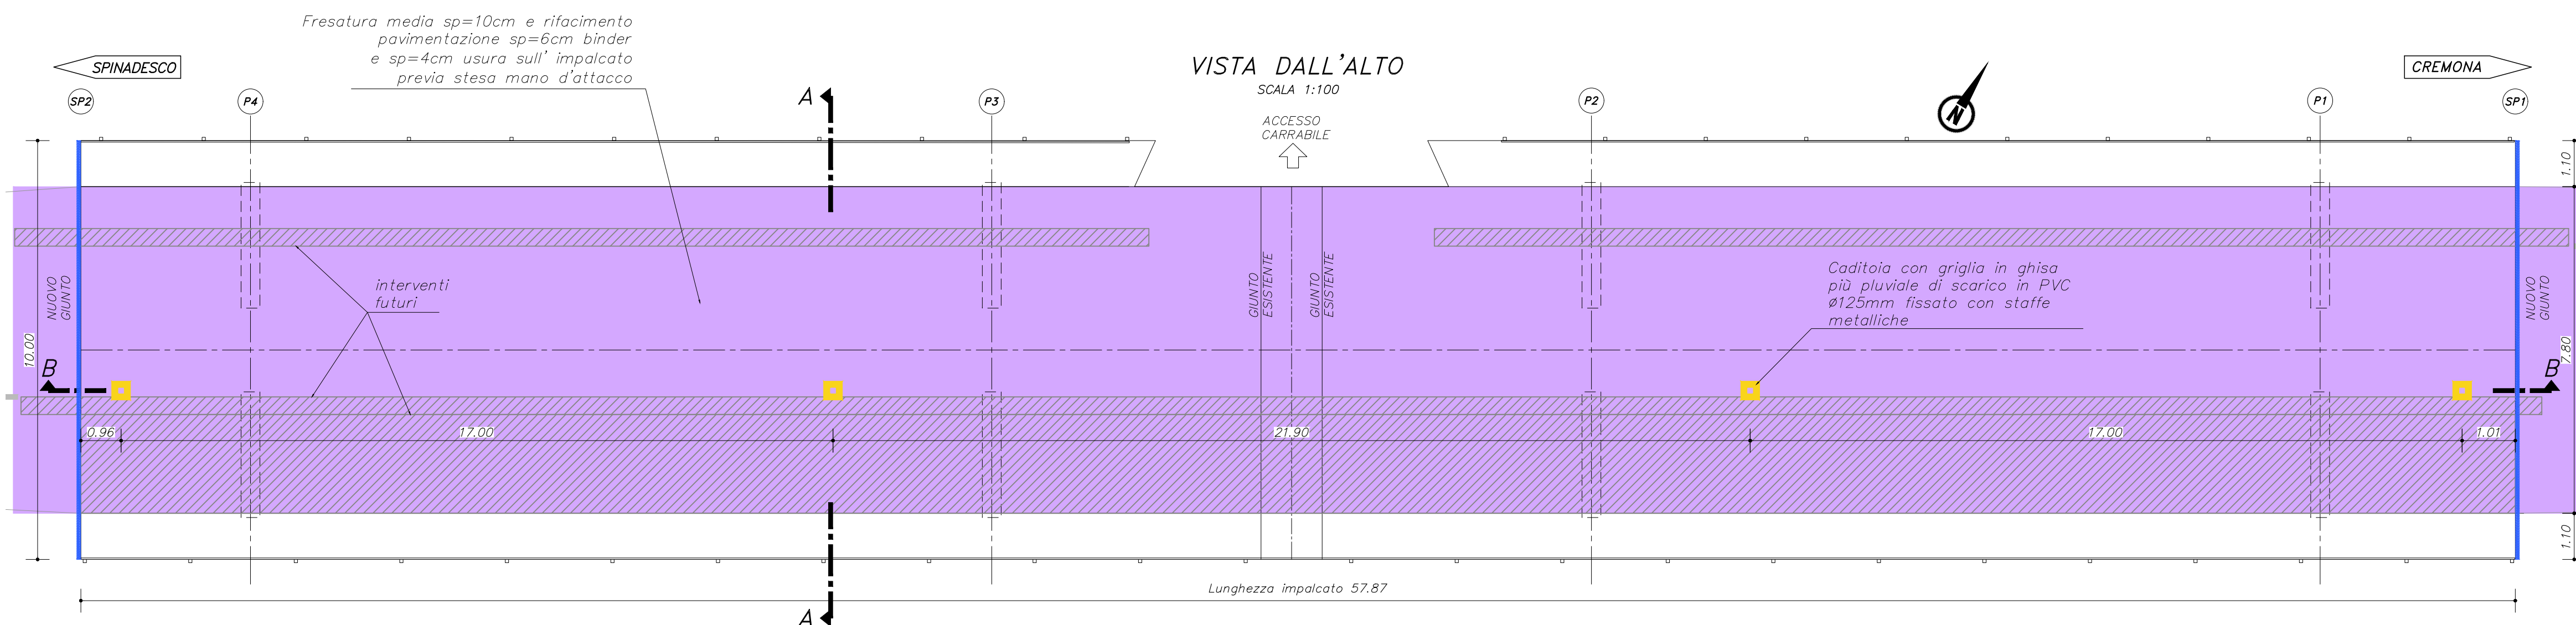 Fresatura media sp=10cm e rifacimento
pavimentazione sp=6cm binder
e sp=4cm usura sull' impalcato
previa stesa mano d'attacco
SPINADESCO
VISTA DALL'ALTO
SCALA 1:100
CREMONA
SP2
P4
A
P3
P2
N
P1
SP1
ACCESSO
CARRABILE
1.10
NUOVO
GIUNTO
interventi
futuri
GIUNTO
ESISTENTE
GIUNTO
ESISTENTE
Caditoia con griglia in ghisa
più pluviale di scarico in PVC
ø125mm fissato con staffe
metalliche
NUOVO
GIUNTO
10.00
7.80
B
B
0.96
17.00
21.90
17.00
1.01
1.10
Lunghezza impalcato 57.87
A